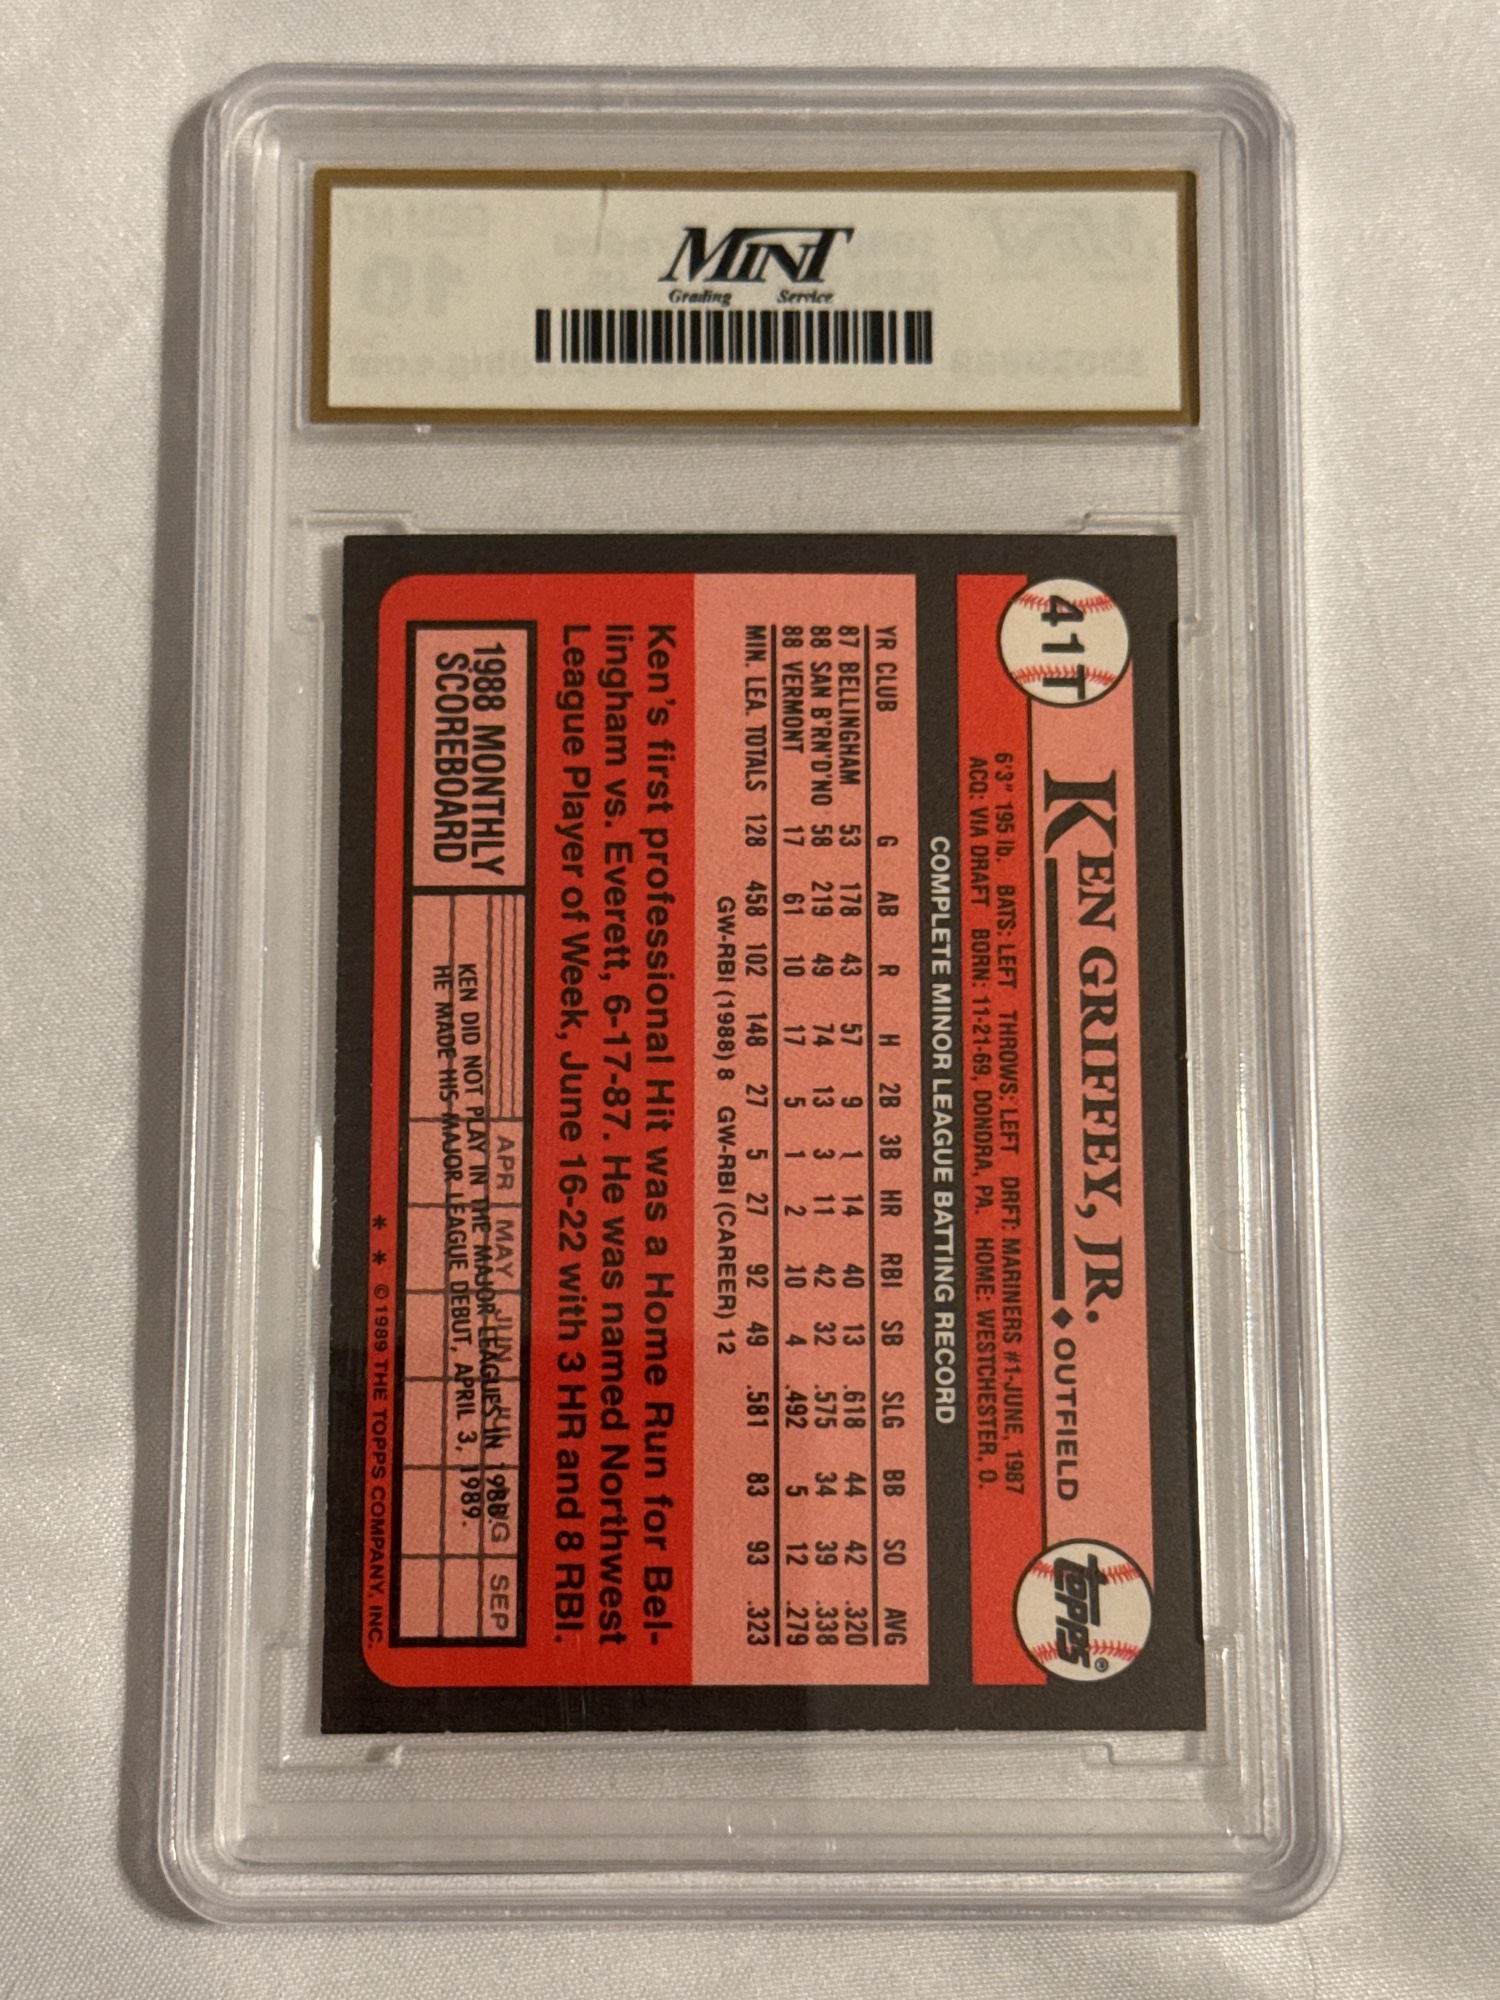 MINT
Grading Service
41T
KEN GRIFFEY, JR. ◆ OUTFIELD
topps®
6'3" 195 lb. BATS: LEFT THROWS: LEFT DRFT: MARINERS #1-JUNE, 1987
ACQ: VIA DRAFT BORN: 11-21-69, DONORA, PA. HOME: WESTCHESTER, O.
COMPLETE MINOR LEAGUE BATTING RECORD
YR CLUB G AB R H 2B 3B HR RBI SB SLG BB SO AVG
87 BELLINGHAM 53 178 43 57 9 1 14 40 13 .618 44 42 .320
88 SAN B'RN'D'NO 58 219 49 74 13 3 11 42 32 .575 34 39 .338
88 VERMONT 17 61 10 17 5 1 2 10 4 .492 5 12 .279
MIN. LEA. TOTALS 128 458 102 148 27 5 27 92 49 .581 83 93 .323
GW-RBI (1988) 8 GW-RBI (CAREER) 12
Ken's first professional Hit was a Home Run for Bel-
lingham vs. Everett, 6-17-87. He was named Northwest
League Player of Week, June 16-22 with 3 HR and 8 RBI.
1988 MONTHLY
SCOREBOARD
APR MAY JUN JUL AUG SEP
KEN DID NOT PLAY IN THE MAJOR LEAGUES IN 1988.
HE MADE HIS MAJOR LEAGUE DEBUT, APRIL 3, 1989.
* * © 1989 THE TOPPS COMPANY, INC.